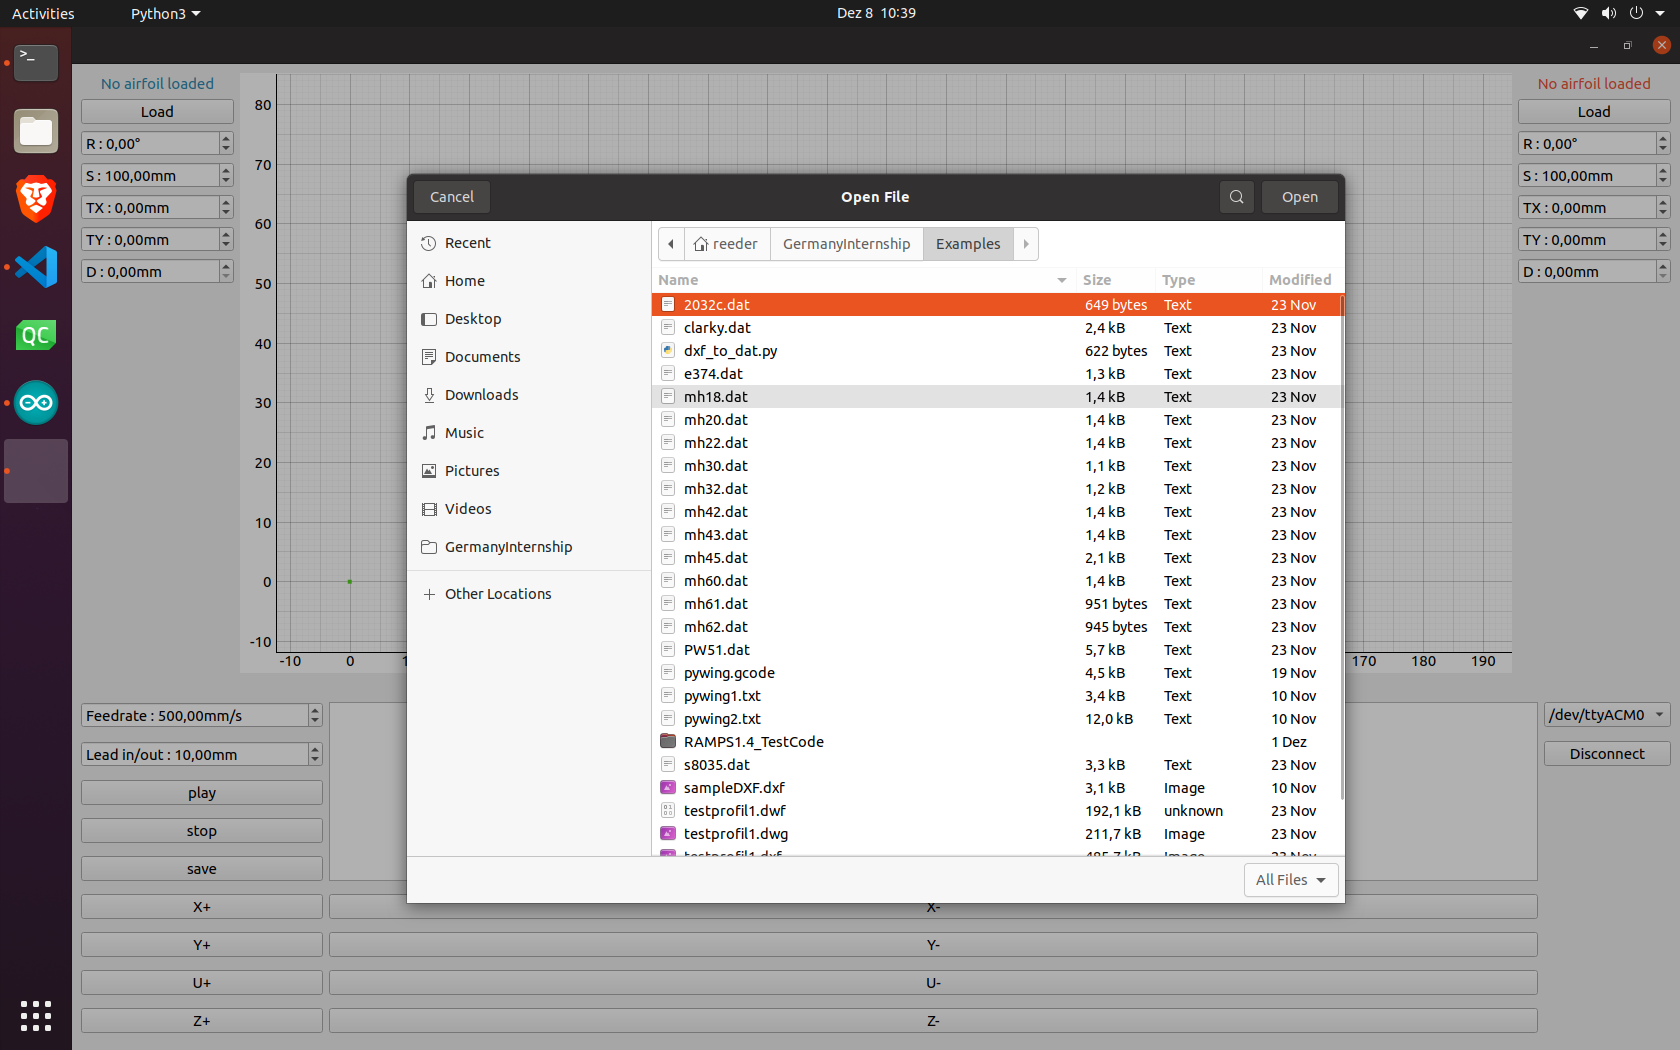 Activities
Python3
Dez 8 10:39
No airfoil loaded
Load
R : 0,00°
S : 100,00mm
TX : 0,00mm
TY : 0,00mm
D : 0,00mm
80
70
60
50
40
30
20
10
0
-10
-10 0 1
170 180 190
No airfoil loaded
Load
R : 0,00°
S : 100,00mm
TX : 0,00mm
TY : 0,00mm
D : 0,00mm
Cancel
Open File
Open
Recent
Home
Desktop
Documents
Downloads
Music
Pictures
Videos
GermanyInternship
Other Locations
reeder GermanyInternship Examples
Name Size Type Modified
2032c.dat 649 bytes Text 23 Nov
clarky.dat 2,4 kB Text 23 Nov
dxf_to_dat.py 622 bytes Text 23 Nov
e374.dat 1,3 kB Text 23 Nov
mh18.dat 1,4 kB Text 23 Nov
mh20.dat 1,4 kB Text 23 Nov
mh22.dat 1,4 kB Text 23 Nov
mh30.dat 1,1 kB Text 23 Nov
mh32.dat 1,2 kB Text 23 Nov
mh42.dat 1,4 kB Text 23 Nov
mh43.dat 1,4 kB Text 23 Nov
mh45.dat 2,1 kB Text 23 Nov
mh60.dat 1,4 kB Text 23 Nov
mh61.dat 951 bytes Text 23 Nov
mh62.dat 945 bytes Text 23 Nov
PW51.dat 5,7 kB Text 23 Nov
pywing.gcode 4,5 kB Text 19 Nov
pywing1.txt 3,4 kB Text 10 Nov
pywing2.txt 12,0 kB Text 10 Nov
RAMPS1.4_TestCode 1 Dez
s8035.dat 3,3 kB Text 23 Nov
sampleDXF.dxf 3,1 kB Image 10 Nov
testprofil1.dwf 192,1 kB unknown 23 Nov
testprofil1.dwg 211,7 kB Image 23 Nov
testprofil1.dxf 485,7 kB Image 23 Nov
All Files
Feedrate : 500,00mm/s
Lead in/out : 10,00mm
play
stop
save
/dev/ttyACM0
Disconnect
X+ X-
Y+ Y-
U+ U-
Z+ Z-
QC